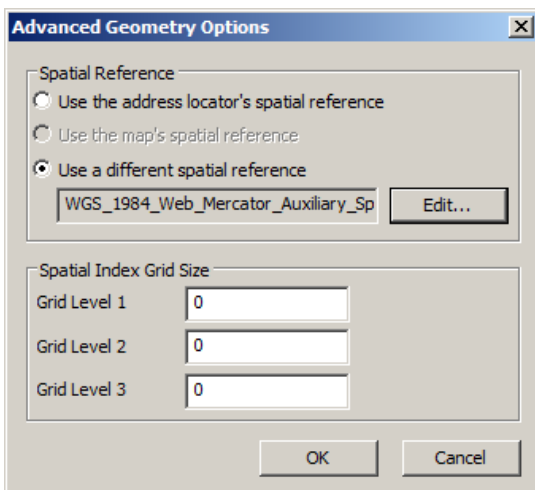 Advanced Geometry Options
Spatial Reference
Use the address locator's spatial reference
Use the map's spatial reference
Use a different spatial reference
WGS_1984_Web_Mercator_Auxiliary_Sp Edit...
Spatial Index Grid Size
Grid Level 1 0
Grid Level 2 0
Grid Level 3 0
OK Cancel